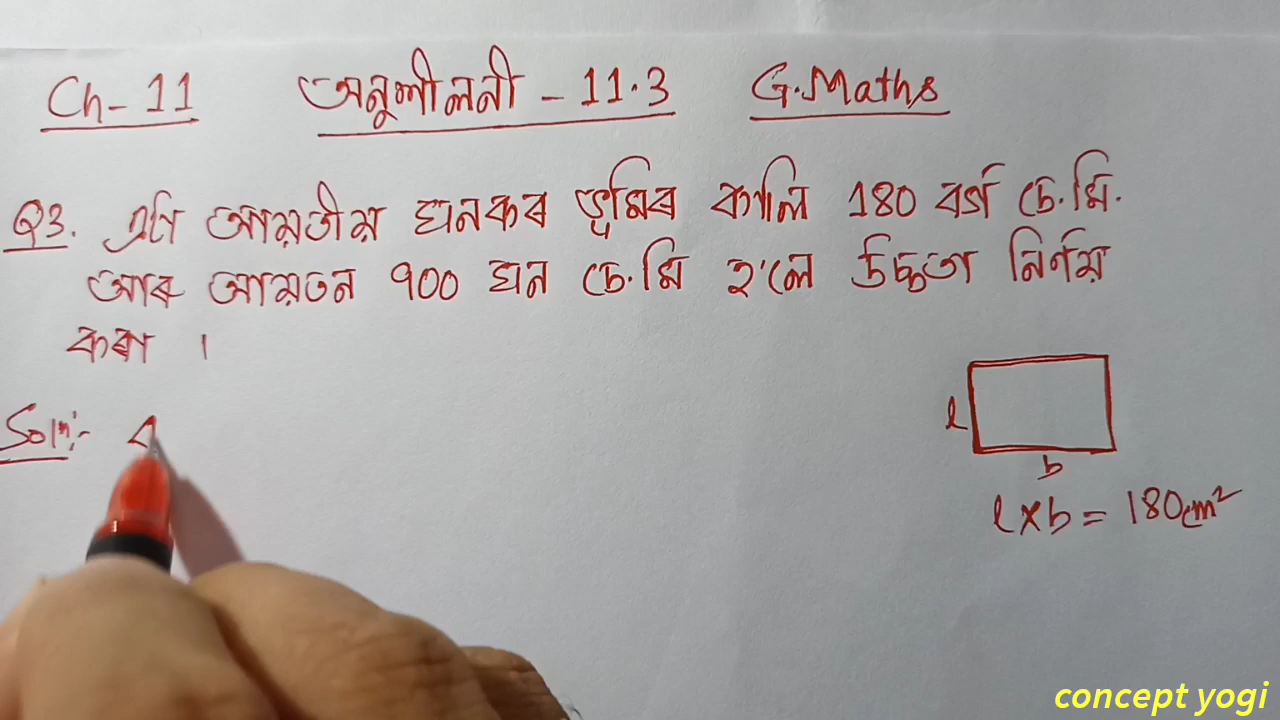 Ch- 11 অনুশীলনী - 11.3 G.Maths
Q3. এটা আয়তীয় ঘনকৰ ভূমিৰ কালি 180 বৰ্গ চে.মি.
আৰু আয়তন 900 ঘন চে.মি হ'লে উচ্চতা নিৰ্ণয়
কৰা ।
l
b
l×b = 180cm²
Solⁿ:-
concept yogi